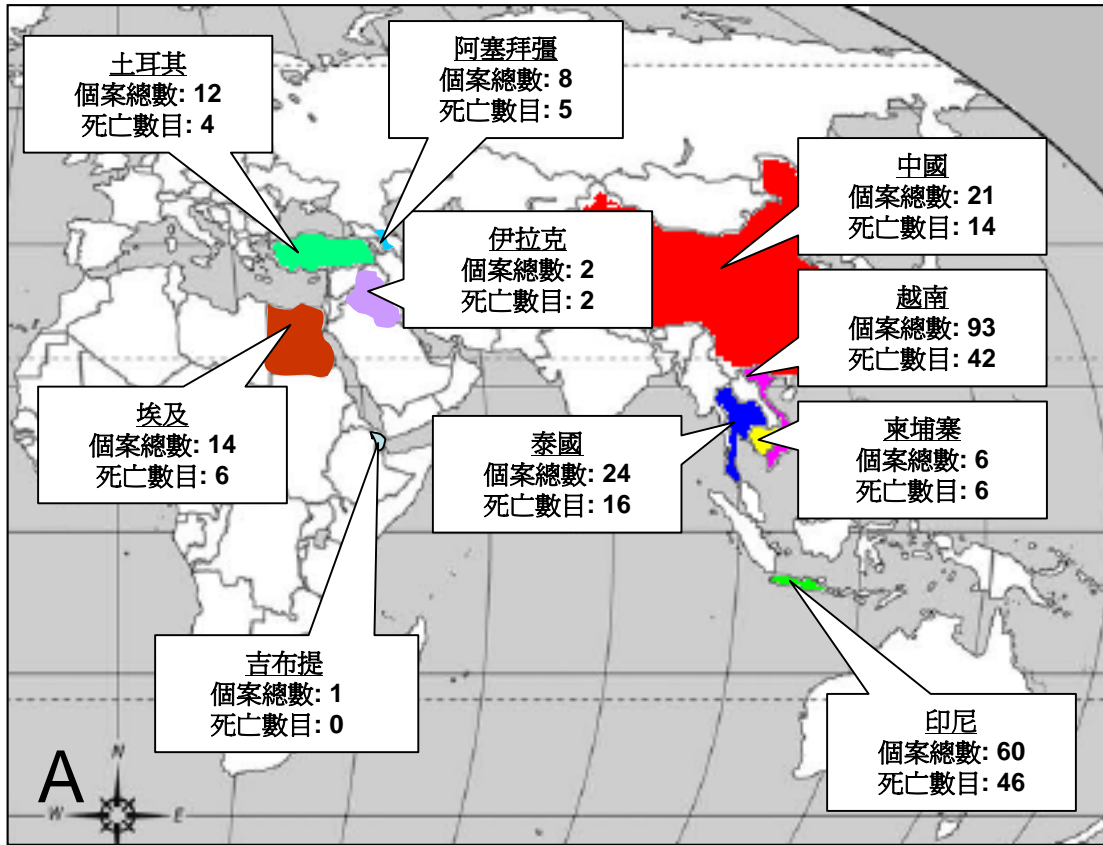 土耳其
個案總數: 12
死亡數目: 4
阿塞拜疆
個案總數: 8
死亡數目: 5
中國
個案總數: 21
死亡數目: 14
伊拉克
個案總數: 2
死亡數目: 2
越南
個案總數: 93
死亡數目: 42
埃及
個案總數: 14
死亡數目: 6
泰國
個案總數: 24
死亡數目: 16
柬埔寨
個案總數: 6
死亡數目: 6
吉布提
個案總數: 1
死亡數目: 0
印尼
個案總數: 60
死亡數目: 46
A
N
W
E